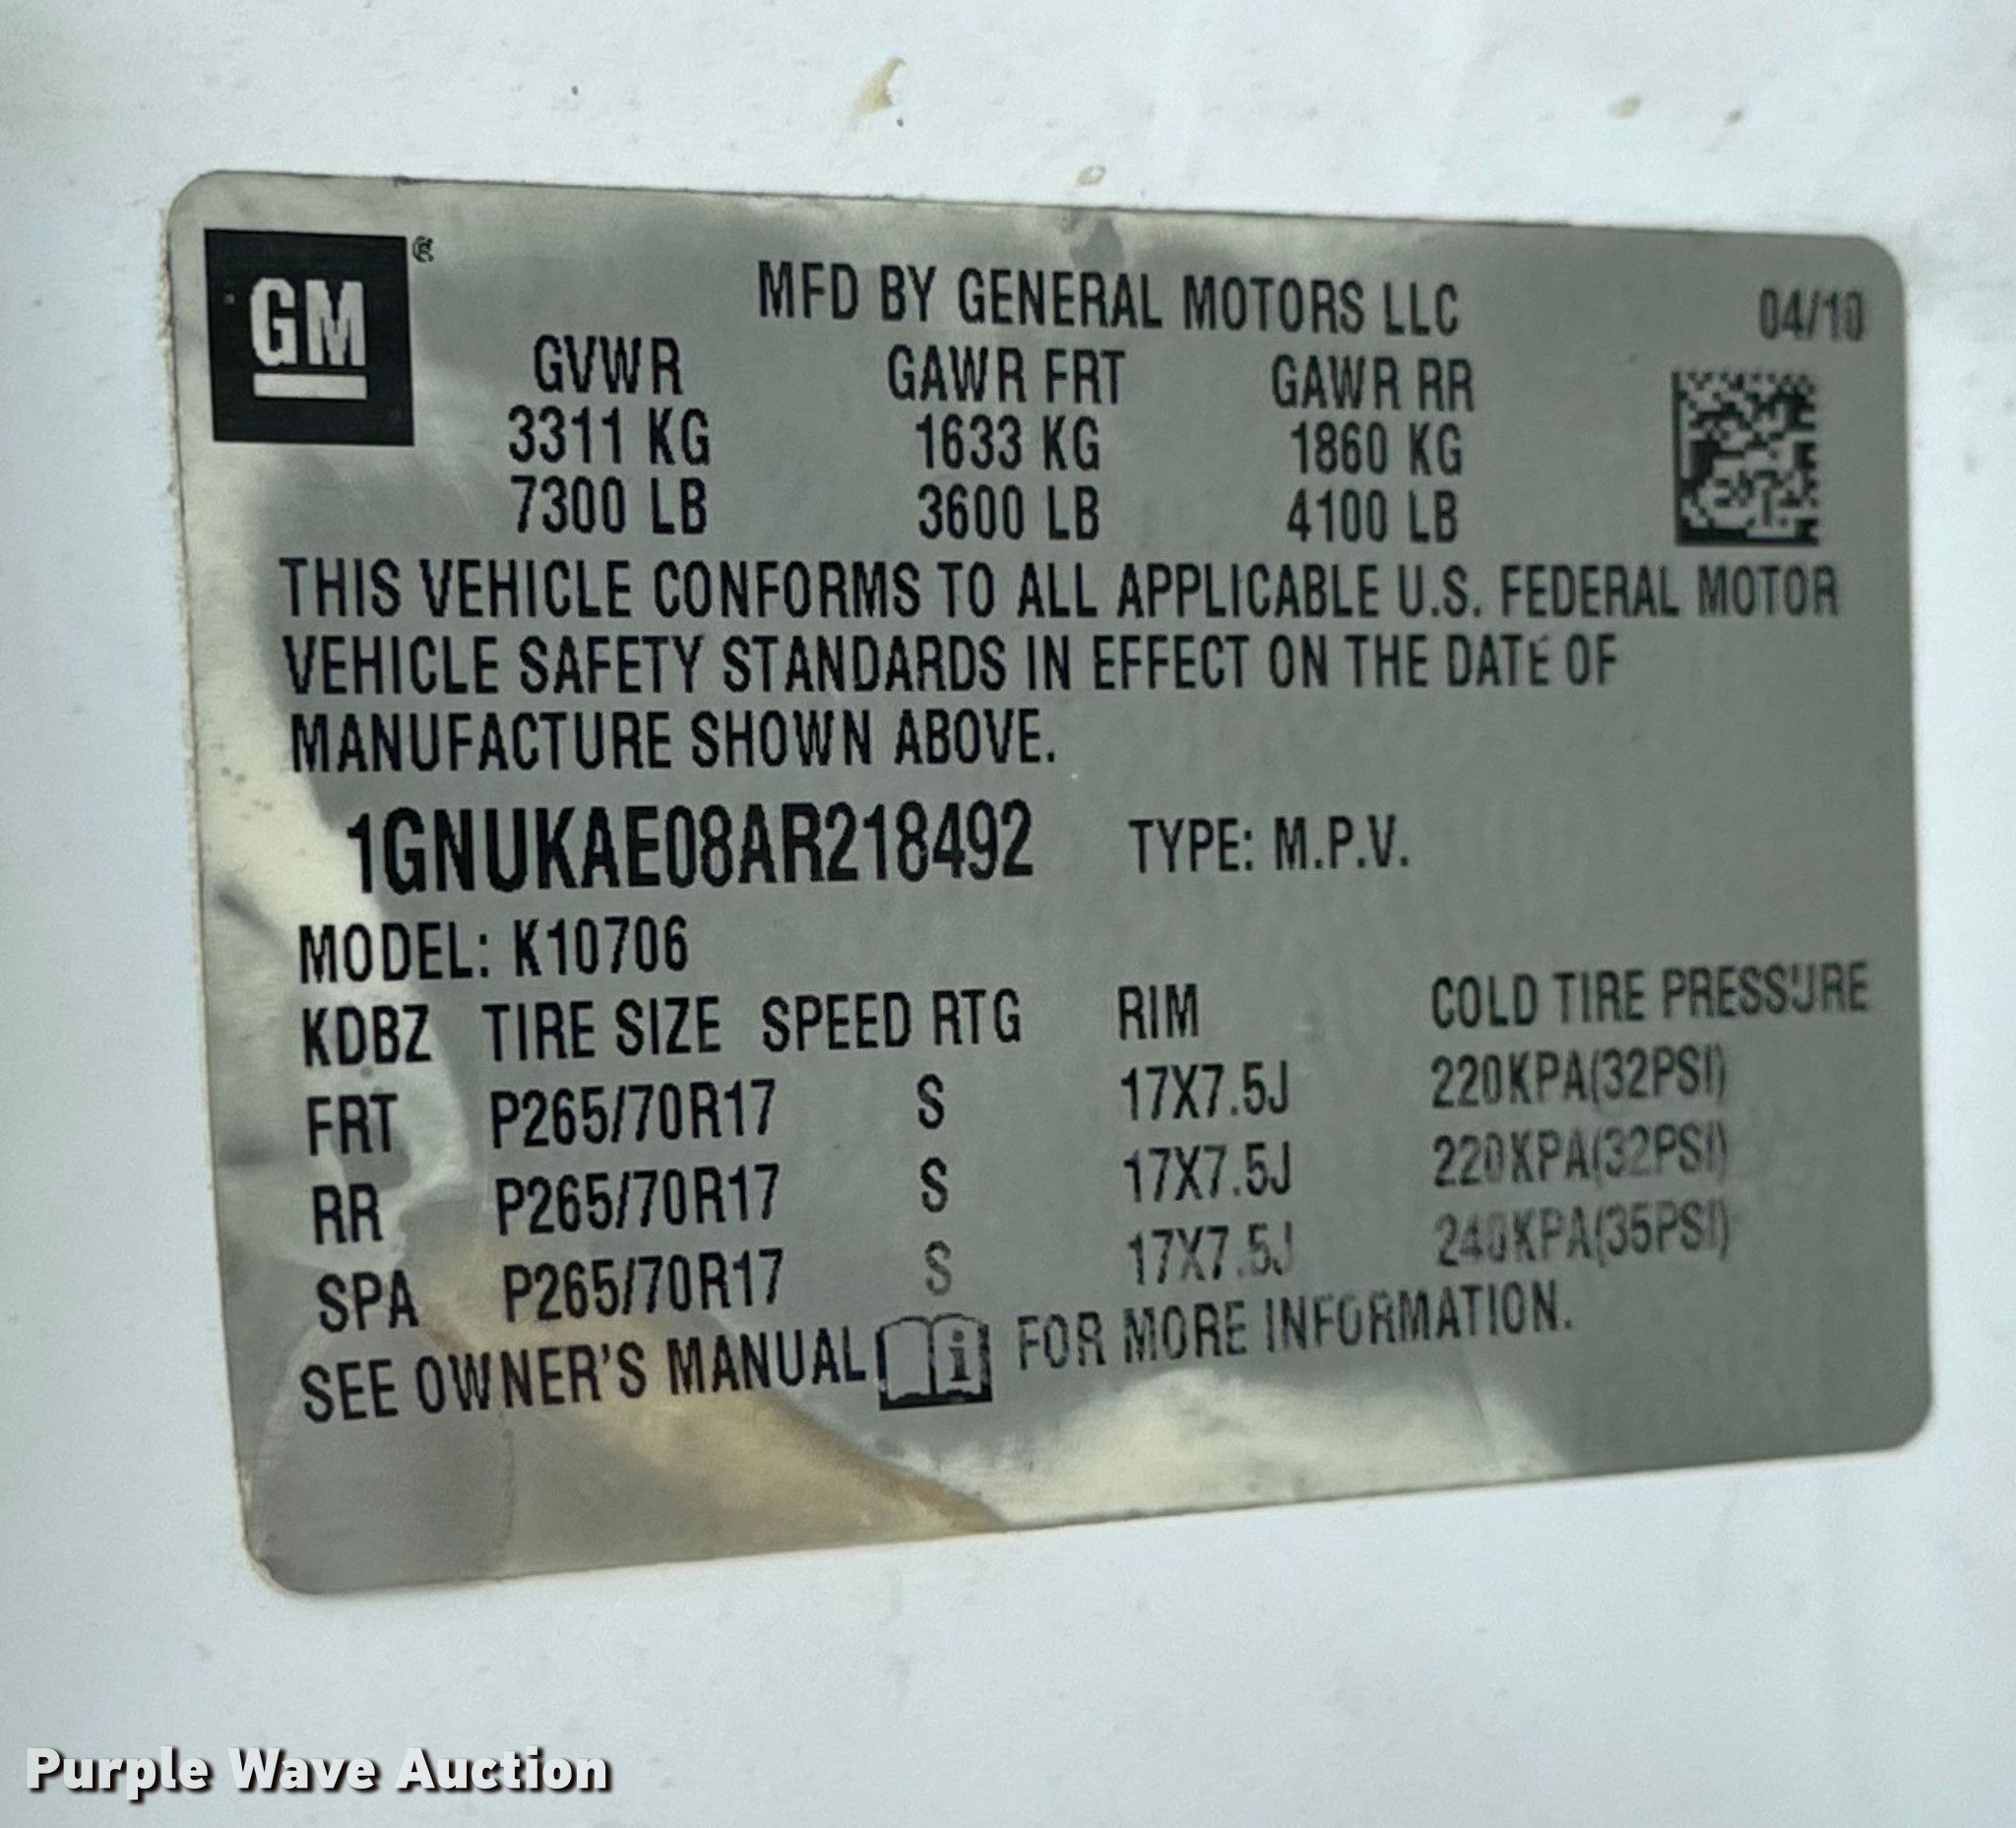 GM ®
MFD BY GENERAL MOTORS LLC 04/10
GVWR GAWR FRT GAWR RR
3311 KG 1633 KG 1860 KG
7300 LB 3600 LB 4100 LB
THIS VEHICLE CONFORMS TO ALL APPLICABLE U.S. FEDERAL MOTOR
VEHICLE SAFETY STANDARDS IN EFFECT ON THE DATE OF
MANUFACTURE SHOWN ABOVE.
1GNUKAE08AR218492 TYPE: M.P.V.
MODEL: K10706
KDBZ TIRE SIZE SPEED RTG RIM COLD TIRE PRESSURE
FRT P265/70R17 S 17X7.5J 220KPA(32PSI)
RR P265/70R17 S 17X7.5J 220KPA(32PSI)
SPA P265/70R17 S 17X7.5J 240KPA(35PSI)
SEE OWNER'S MANUAL i FOR MORE INFORMATION.
Purple Wave Auction